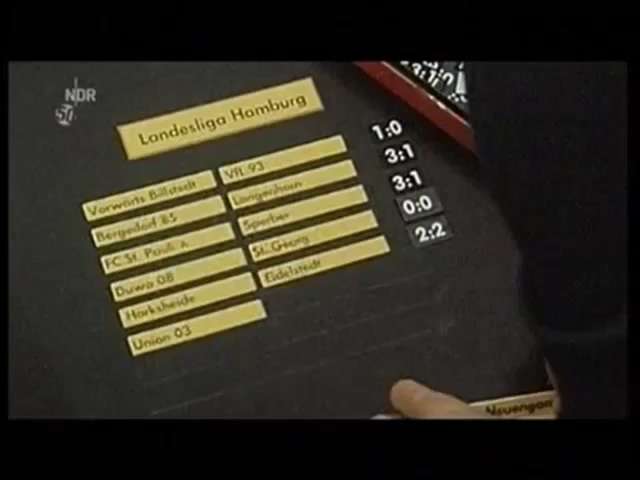 NDR
Landesliga Hamburg
Vorwärts Billstedt VfL 93 1:0
Bergedorf 85 Langenhorn 3:1
FC St. Pauli A Sperber 3:1
Duwo 08 St. Georg 0:0
Harksheide Eidelstedt 2:2
Union 03